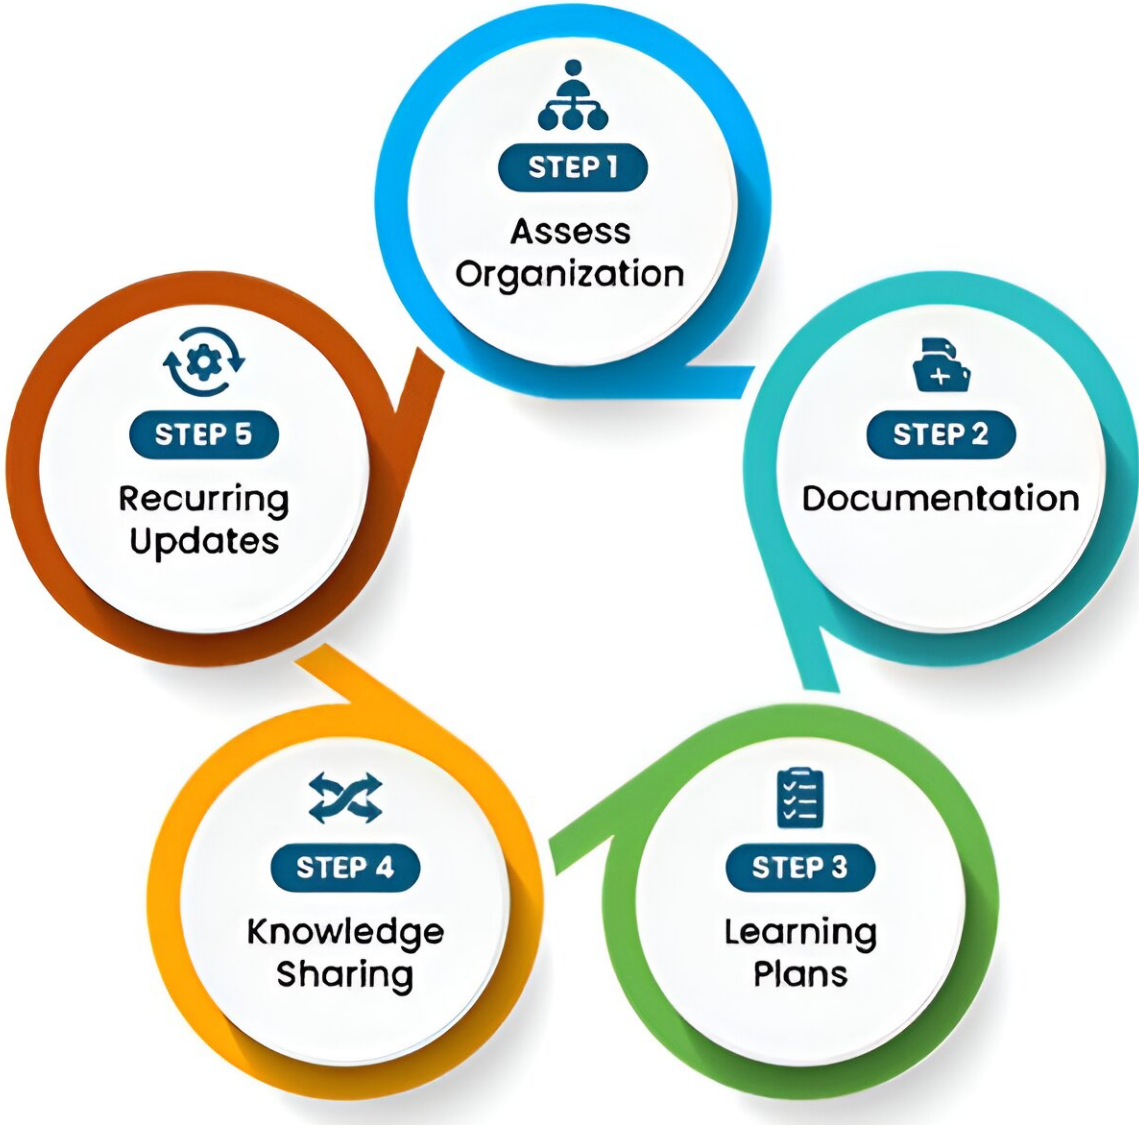 STEP 1
Assess
Organization
STEP 2
Documentation
STEP 3
Learning
Plans
STEP 4
Knowledge
Sharing
STEP 5
Recurring
Updates